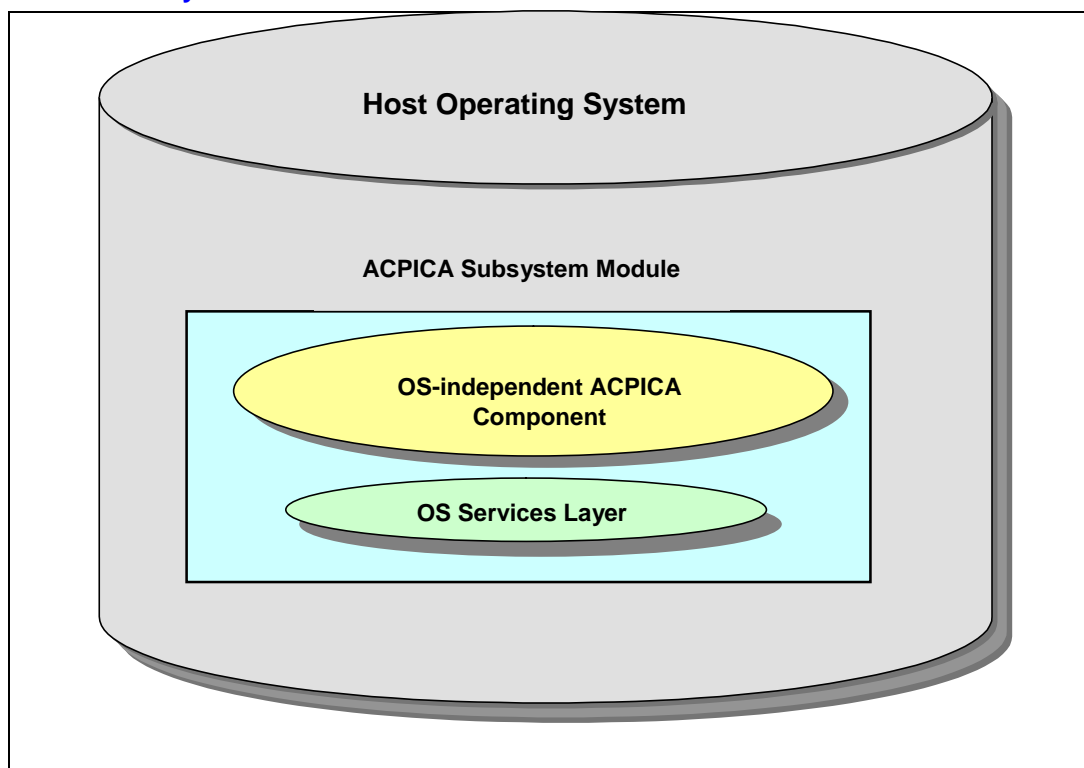 Host Operating System
ACPICA Subsystem Module
OS-independent ACPICA
Component
OS Services Layer